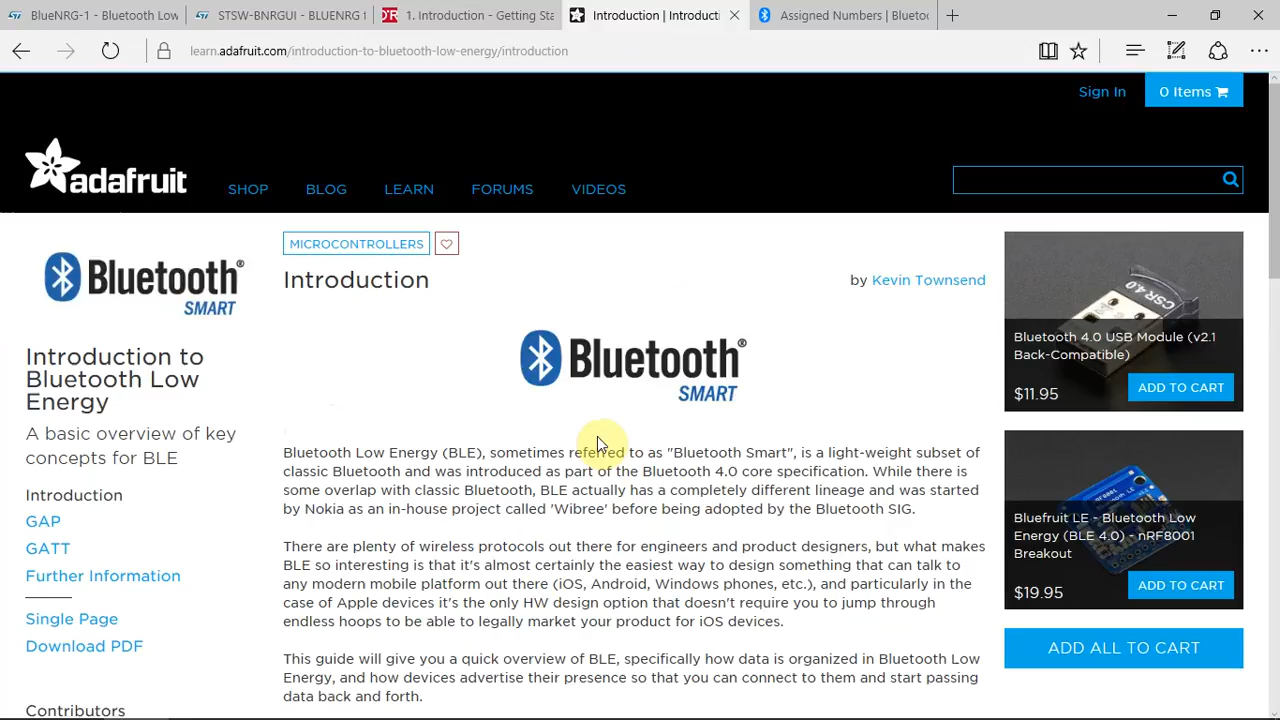 BlueNRG-1 - Bluetooth Low
STSW-BNRGUI - BLUENRG 1
1. Introduction - Getting Sta
Introduction | Introducti
Assigned Numbers | Bluetoo
learn.adafruit.com/introduction-to-bluetooth-low-energy/introduction
Sign In
0 Items
adafruit
SHOP
BLOG
LEARN
FORUMS
VIDEOS
Bluetooth®
SMART
Introduction to
Bluetooth Low
Energy
A basic overview of key
concepts for BLE
Introduction
GAP
GATT
Further Information
Single Page
Download PDF
Contributors
MICROCONTROLLERS
Introduction
by Kevin Townsend
Bluetooth®
SMART
Bluetooth Low Energy (BLE), sometimes referred to as "Bluetooth Smart", is a light-weight subset of
classic Bluetooth and was introduced as part of the Bluetooth 4.0 core specification. While there is
some overlap with classic Bluetooth, BLE actually has a completely different lineage and was started
by Nokia as an in-house project called 'Wibree' before being adopted by the Bluetooth SIG.
There are plenty of wireless protocols out there for engineers and product designers, but what makes
BLE so interesting is that it's almost certainly the easiest way to design something that can talk to
any modern mobile platform out there (iOS, Android, Windows phones, etc.), and particularly in the
case of Apple devices it's the only HW design option that doesn't require you to jump through
endless hoops to be able to legally market your product for iOS devices.
This guide will give you a quick overview of BLE, specifically how data is organized in Bluetooth Low
Energy, and how devices advertise their presence so that you can connect to them and start passing
data back and forth.
CSR 4.0
Bluetooth 4.0 USB Module (v2.1
Back-Compatible)
$11.95
ADD TO CART
Bluefruit LE - Bluetooth Low
Energy (BLE 4.0) - nRF8001
Breakout
$19.95
ADD TO CART
ADD ALL TO CART